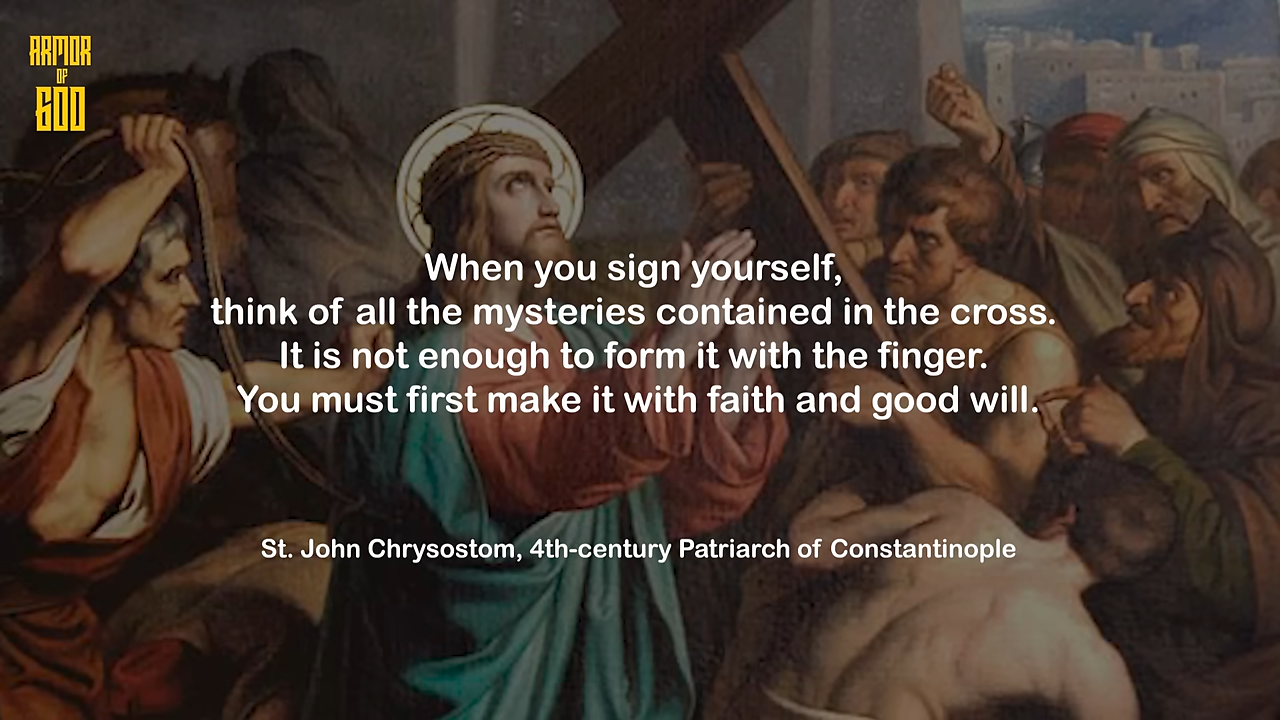 ARMOR
OF
GOD
When you sign yourself,
think of all the mysteries contained in the cross.
It is not enough to form it with the finger.
You must first make it with faith and good will.
St. John Chrysostom, 4th-century Patriarch of Constantinople